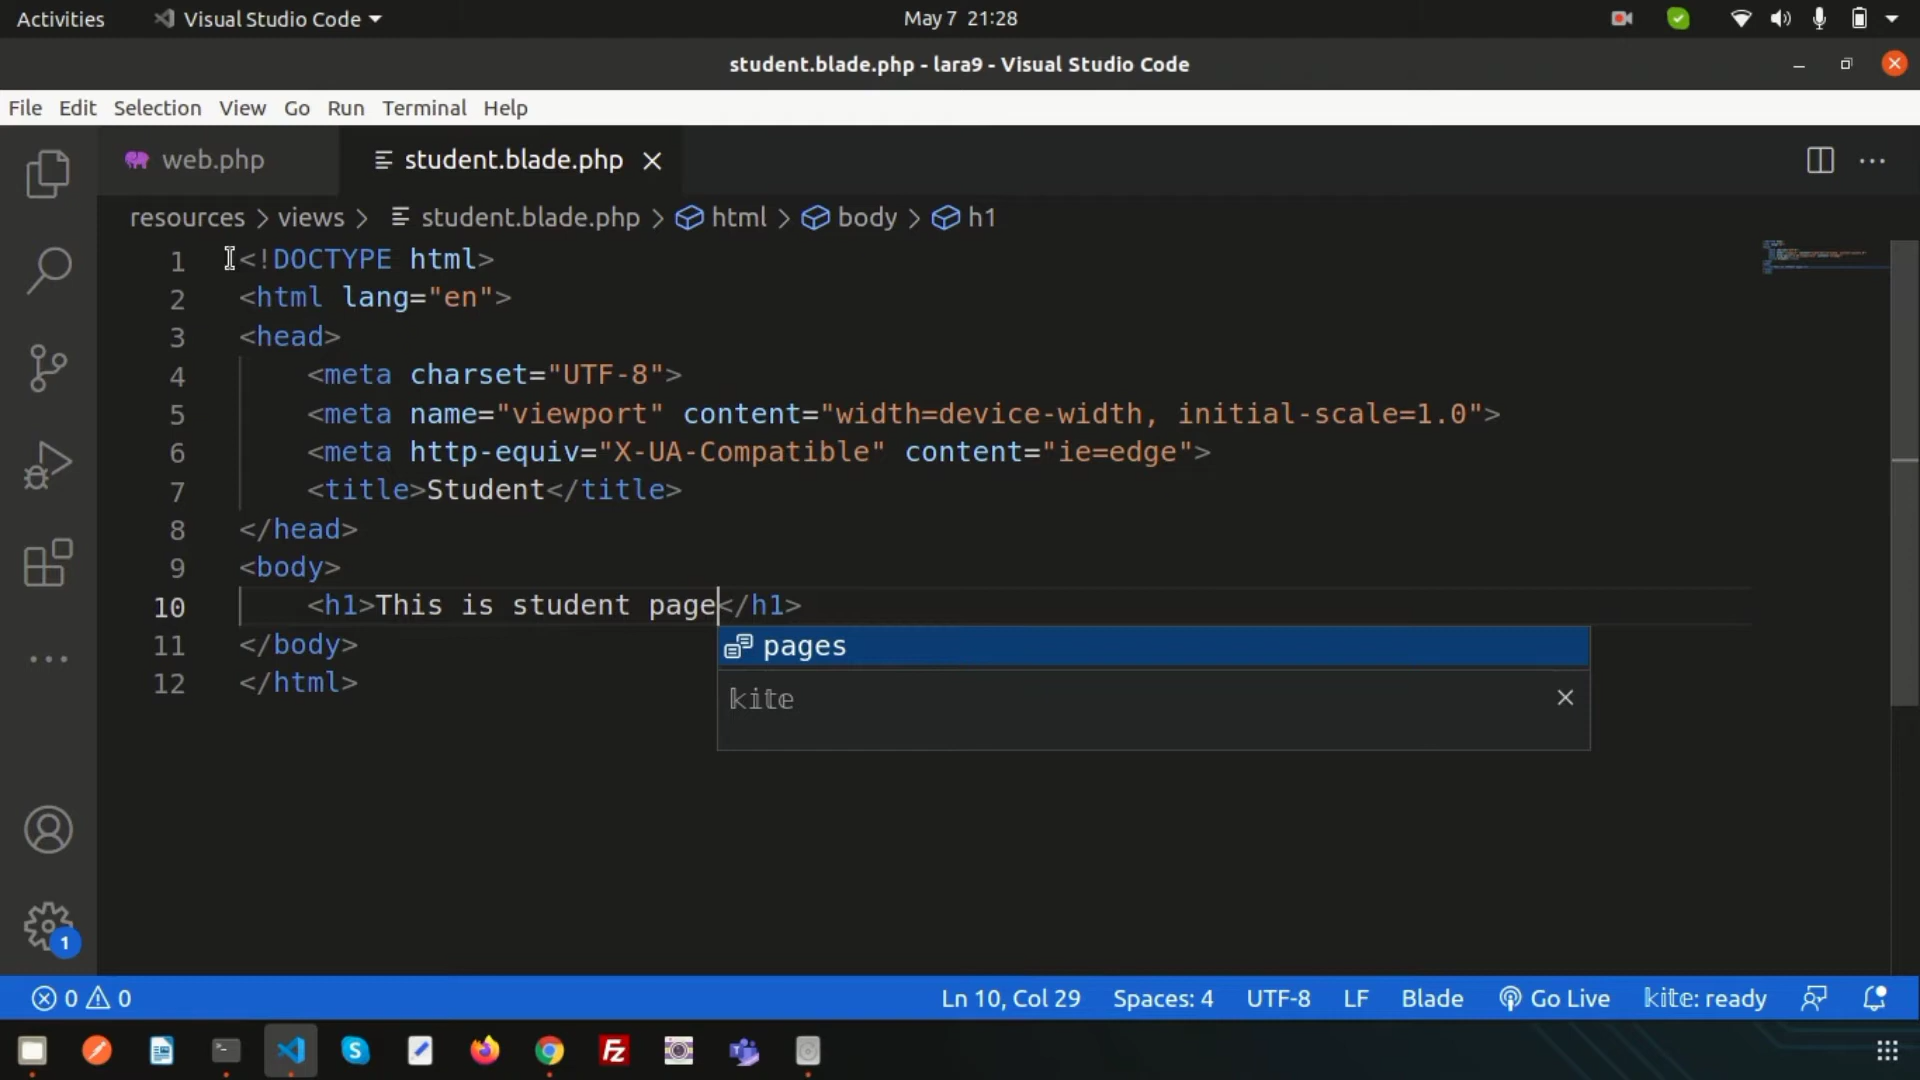 Activities Visual Studio Code May 7 21:28
student.blade.php - lara9 - Visual Studio Code
File Edit Selection View Go Run Terminal Help
web.php student.blade.php
resources > views > student.blade.php > html > body > h1
1 <!DOCTYPE html>
2 <html lang="en">
3 <head>
4 <meta charset="UTF-8">
5 <meta name="viewport" content="width=device-width, initial-scale=1.0">
6 <meta http-equiv="X-UA-Compatible" content="ie=edge">
7 <title>Student</title>
8 </head>
9 <body>
10 <h1>This is student page</h1>
11 </body>
pages
12 </html>
kite
1
0 0 Ln 10, Col 29 Spaces: 4 UTF-8 LF Blade Go Live kite: ready